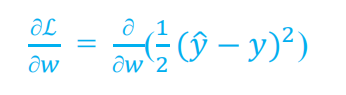 ∂ℒ/∂w = ∂/∂w(1/2 (ŷ − y)²)